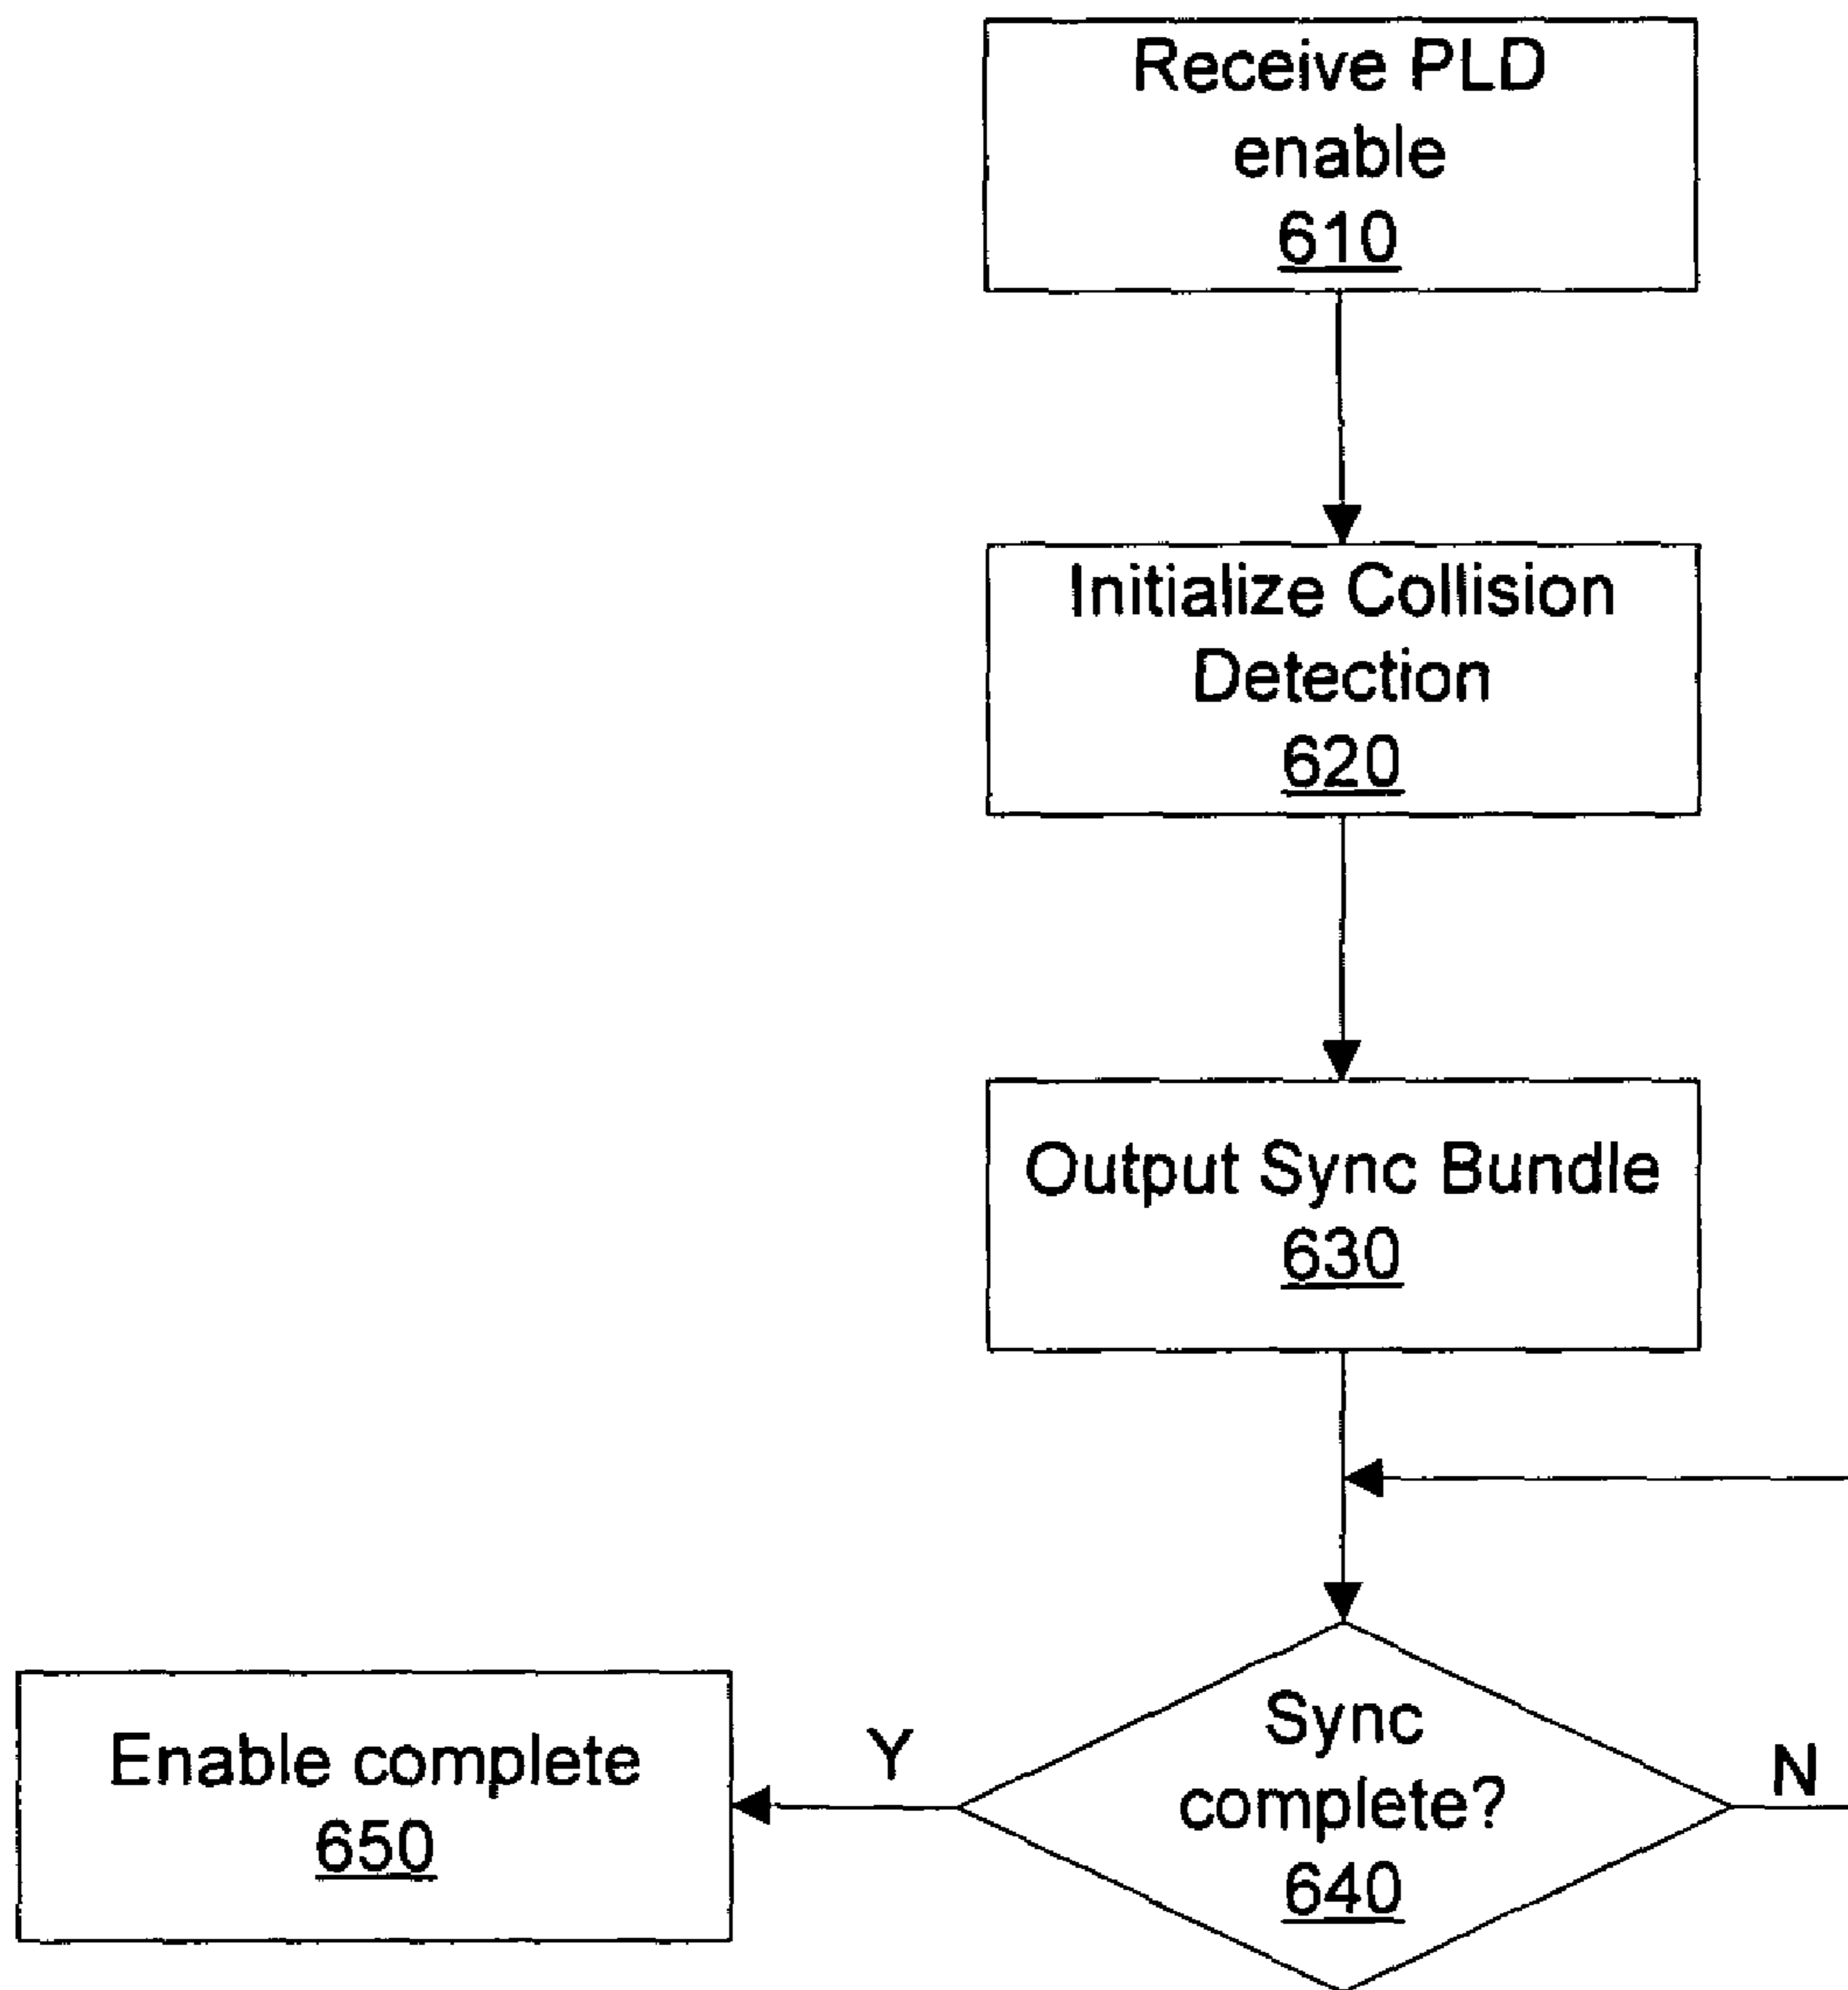 Receive PLD
enable
610
Initialize Collision
Detection
620
Output Sync Bundle
630
Sync
complete?
640
Y
N
Enable complete
650